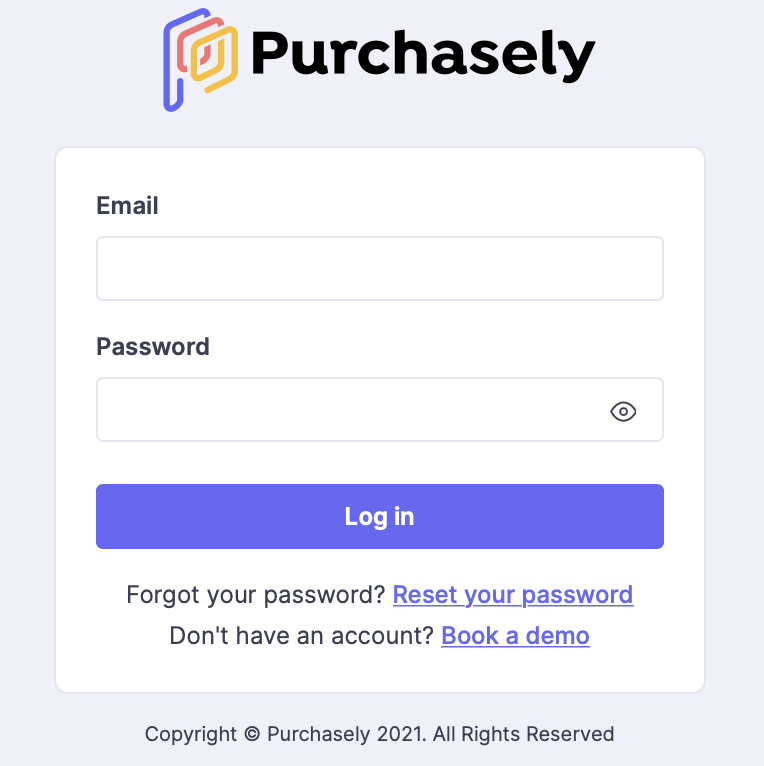 Purchasely
Email
Password
Log in
Forgot your password? Reset your password
Don't have an account? Book a demo
Copyright © Purchasely 2021. All Rights Reserved